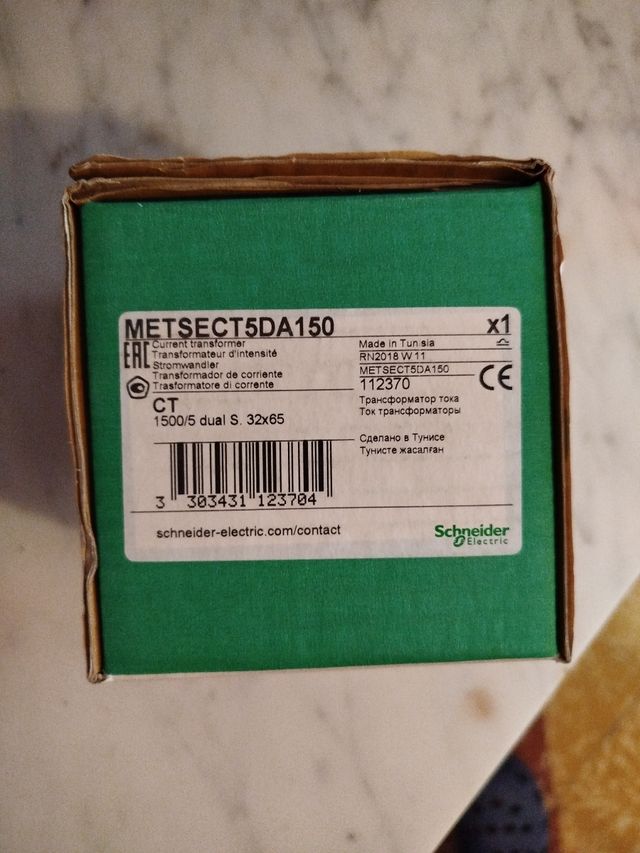 METSECT5DA150 x1
Current transformer
Transformateur d'intensité
Stromwandler
Transformador de corriente
Trasformatore di corrente
EAC
CT
1500/5 dual S. 32x65
Made in Tunisia
RN2018 W 11
METSECT5DA150
112370
CE
Трансформатор тока
Ток трансформаторы
Сделано в Тунисе
Тунисте жасалған
3 303431 123704
schneider-electric.com/contact
Schneider
Electric